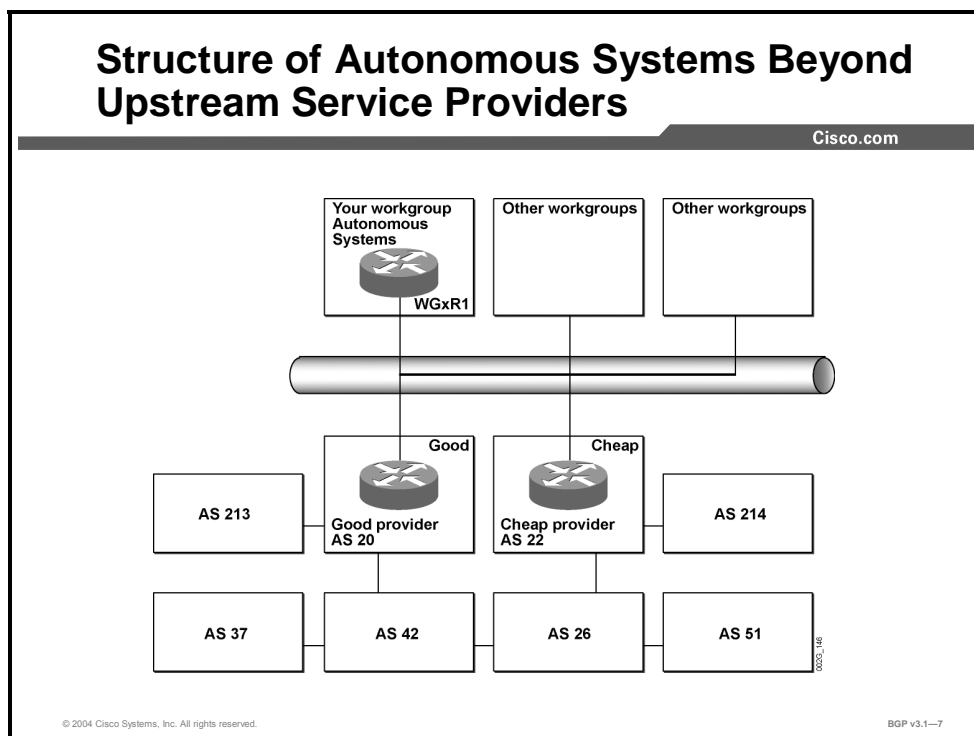 Structure of Autonomous Systems Beyond
Upstream Service Providers
Cisco.com
Your workgroup
Autonomous
Systems
WGxR1
Other workgroups
Other workgroups
Good
Good provider
AS 20
Cheap
Cheap provider
AS 22
AS 213
AS 214
AS 37
AS 42
AS 26
AS 51
002G_146
© 2004 Cisco Systems, Inc. All rights reserved.
BGP v3.1—7